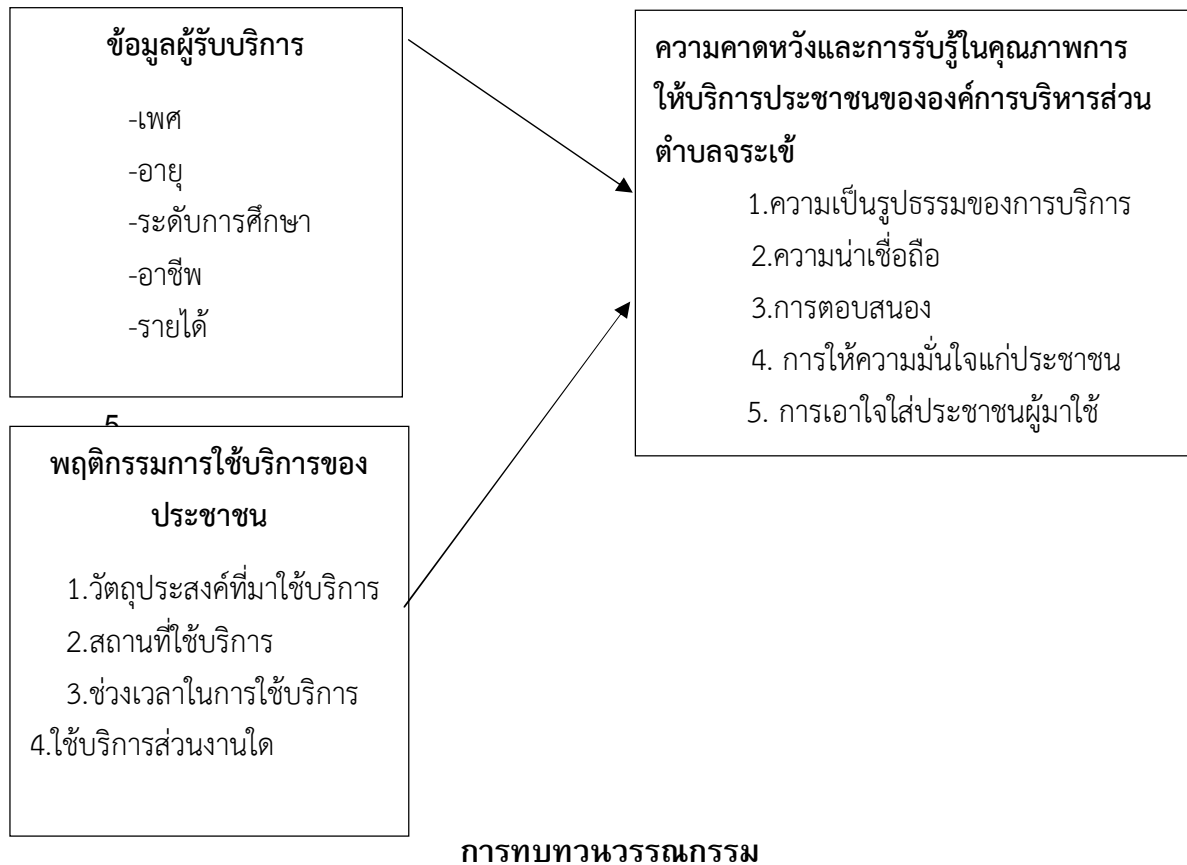 ข้อมูลผู้รับบริการ
-เพศ
-อายุ
-ระดับการศึกษา
-อาชีพ
-รายได้
5
พฤติกรรมการใช้บริการของ
ประชาชน
1.วัตถุประสงค์ที่มาใช้บริการ
2.สถานที่ใช้บริการ
3.ช่วงเวลาในการใช้บริการ
4.ใช้บริการส่วนงานใด
ความคาดหวังและการรับรู้ในคุณภาพการ
ให้บริการประชาชนขององค์การบริหารส่วน
ตำบลจระเข้
1.ความเป็นรูปธรรมของการบริการ
2.ความน่าเชื่อถือ
3.การตอบสนอง
4. การให้ความมั่นใจแก่ประชาชน
5. การเอาใจใส่ประชาชนผู้มาใช้
การทบทวนวรรณกรรม